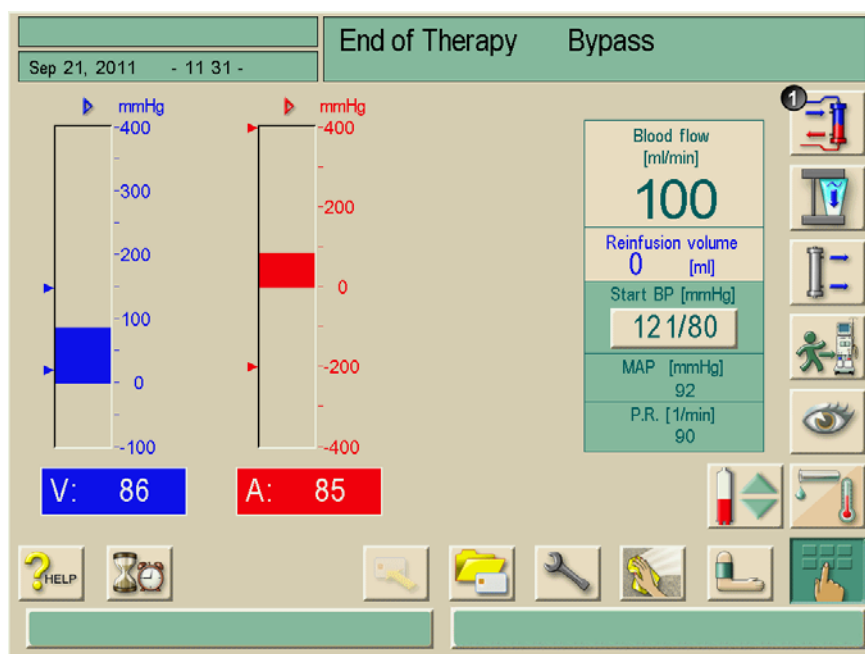 End of Therapy Bypass
Sep 21, 2011 - 11 31 -
mmHg
400
300
200
100
0
-100
V: 86
mmHg
400
200
0
-200
-400
A: 85
Blood flow
[ml/min]
100
Reinfusion volume
0 [ml]
Start BP [mmHg]
121/80
MAP [mmHg]
92
P.R. [1/min]
90
1
?HELP